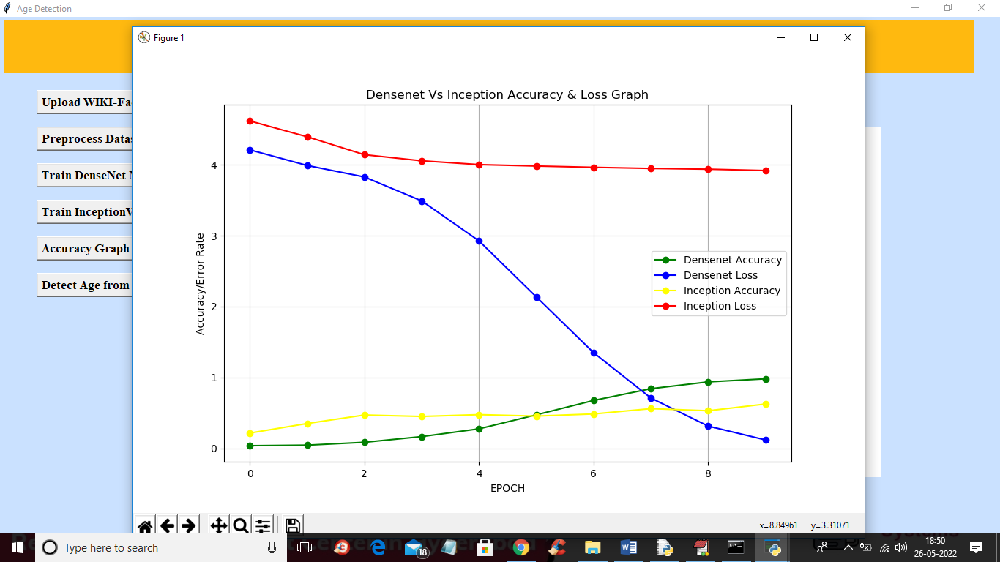 Age Detection
Figure 1
Upload WIKI-Fa
Preprocess Datas
Train DenseNet
Train InceptionV
Accuracy Graph
Detect Age from
Densenet Vs Inception Accuracy & Loss Graph
Accuracy/Error Rate
4
3
2
1
0
Densenet Accuracy
Densenet Loss
Inception Accuracy
Inception Loss
0 2 4 6 8
EPOCH
x=8.84961 y=3.31071
Type here to search
18
18:50
26-05-2022